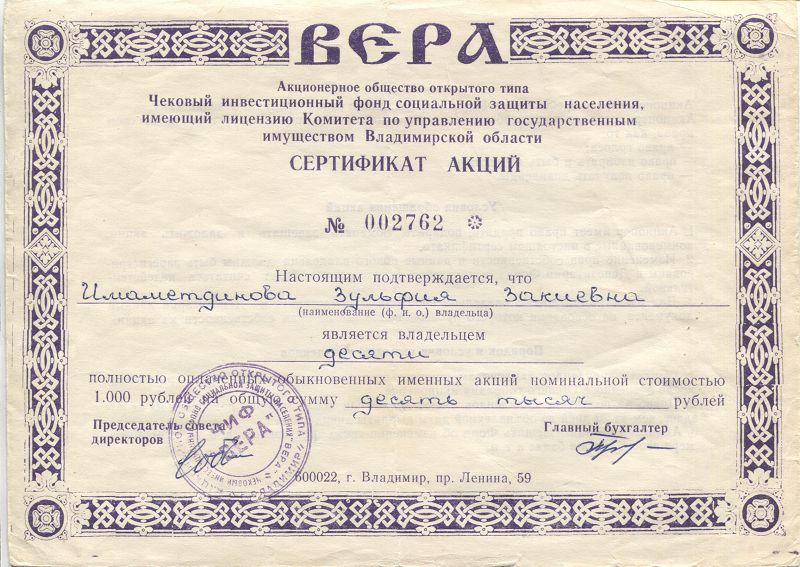 ВЕРА
Акционерное общество открытого типа
Чековый инвестиционный фонд социальной защиты населения,
имеющий лицензию Комитета по управлению государственным
имуществом Владимирской области
СЕРТИФИКАТ АКЦИЙ
№ 002762
Настоящим подтверждается, что
Имаметдинова Зульфия Закиевна
(наименование (ф. и. о.) владельца)
является владельцем
десяти
полностью оплаченных обыкновенных именных акций номинальной стоимостью
1.000 рублей на общую сумму десять тысяч рублей
Председатель совета
директоров
Главный бухгалтер
ЧИФ
ВЕРА
600022, г. Владимир, пр. Ленина, 59